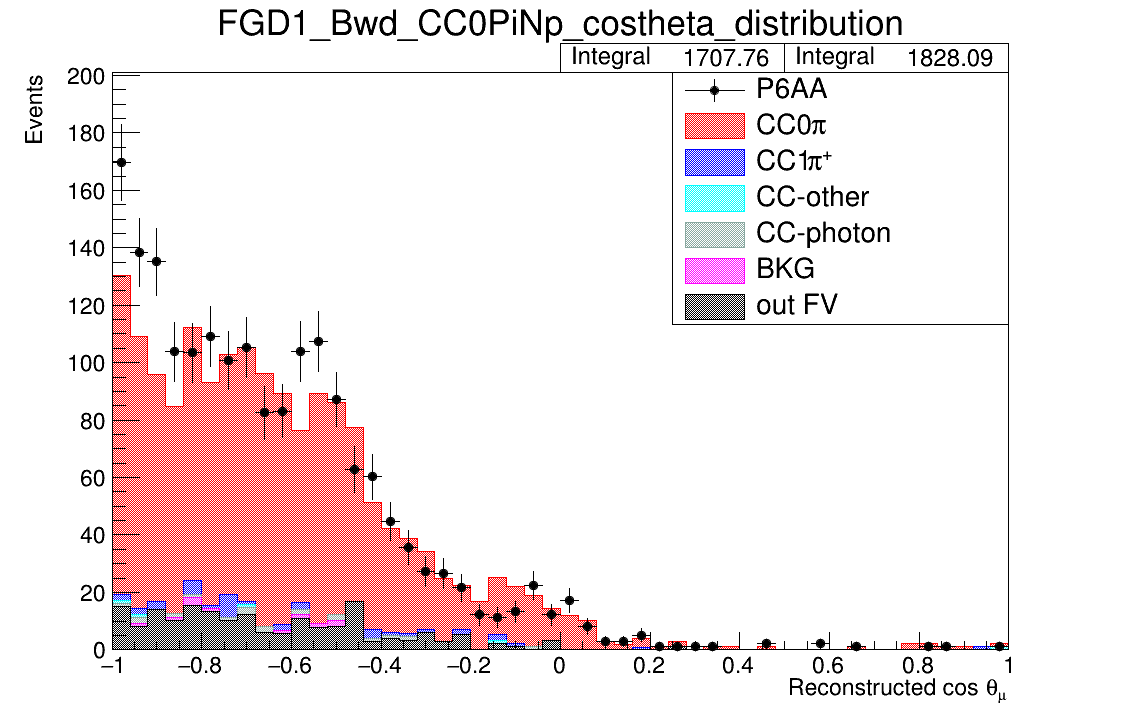 FGD1_Bwd_CC0PiNp_costheta_distribution
Integral 1707.76 Integral 1828.09
Events
200
180
160
140
120
100
80
60
40
20
0
P6AA
CC0π
CC1π⁺
CC-other
CC-photon
BKG
out FV
−1 −0.8 −0.6 −0.4 −0.2 0 0.2 0.4 0.6 0.8 1
Reconstructed cos θμ